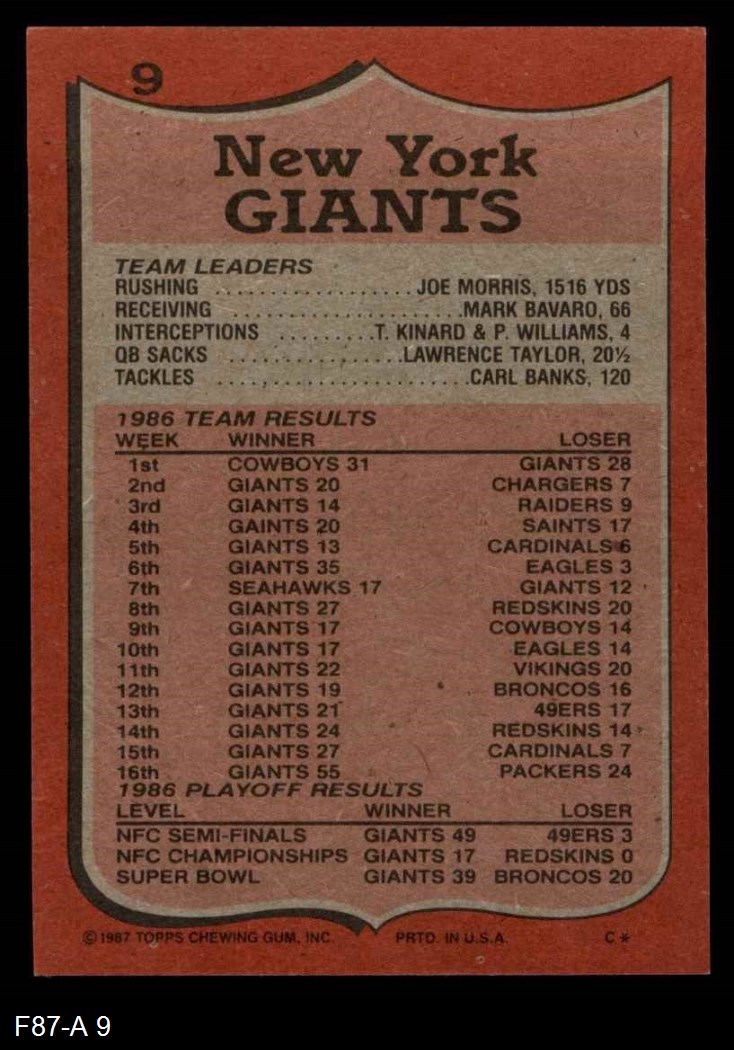 9
New York
GIANTS
TEAM LEADERS
RUSHING .................... JOE MORRIS, 1516 YDS
RECEIVING ........................ MARK BAVARO, 66
INTERCEPTIONS ......... T. KINARD & P. WILLIAMS, 4
QB SACKS ................. LAWRENCE TAYLOR, 20½
TACKLES ......................... CARL BANKS, 120
1986 TEAM RESULTS
WEEK WINNER LOSER
1st COWBOYS 31 GIANTS 28
2nd GIANTS 20 CHARGERS 7
3rd GIANTS 14 RAIDERS 9
4th GAINTS 20 SAINTS 17
5th GIANTS 13 CARDINALS 6
6th GIANTS 35 EAGLES 3
7th SEAHAWKS 17 GIANTS 12
8th GIANTS 27 REDSKINS 20
9th GIANTS 17 COWBOYS 14
10th GIANTS 17 EAGLES 14
11th GIANTS 22 VIKINGS 20
12th GIANTS 19 BRONCOS 16
13th GIANTS 21 49ERS 17
14th GIANTS 24 REDSKINS 14
15th GIANTS 27 CARDINALS 7
16th GIANTS 55 PACKERS 24
1986 PLAYOFF RESULTS
LEVEL WINNER LOSER
NFC SEMI-FINALS GIANTS 49 49ERS 3
NFC CHAMPIONSHIPS GIANTS 17 REDSKINS 0
SUPER BOWL GIANTS 39 BRONCOS 20
© 1987 TOPPS CHEWING GUM, INC. PRTD. IN U.S.A. C*
F87-A 9